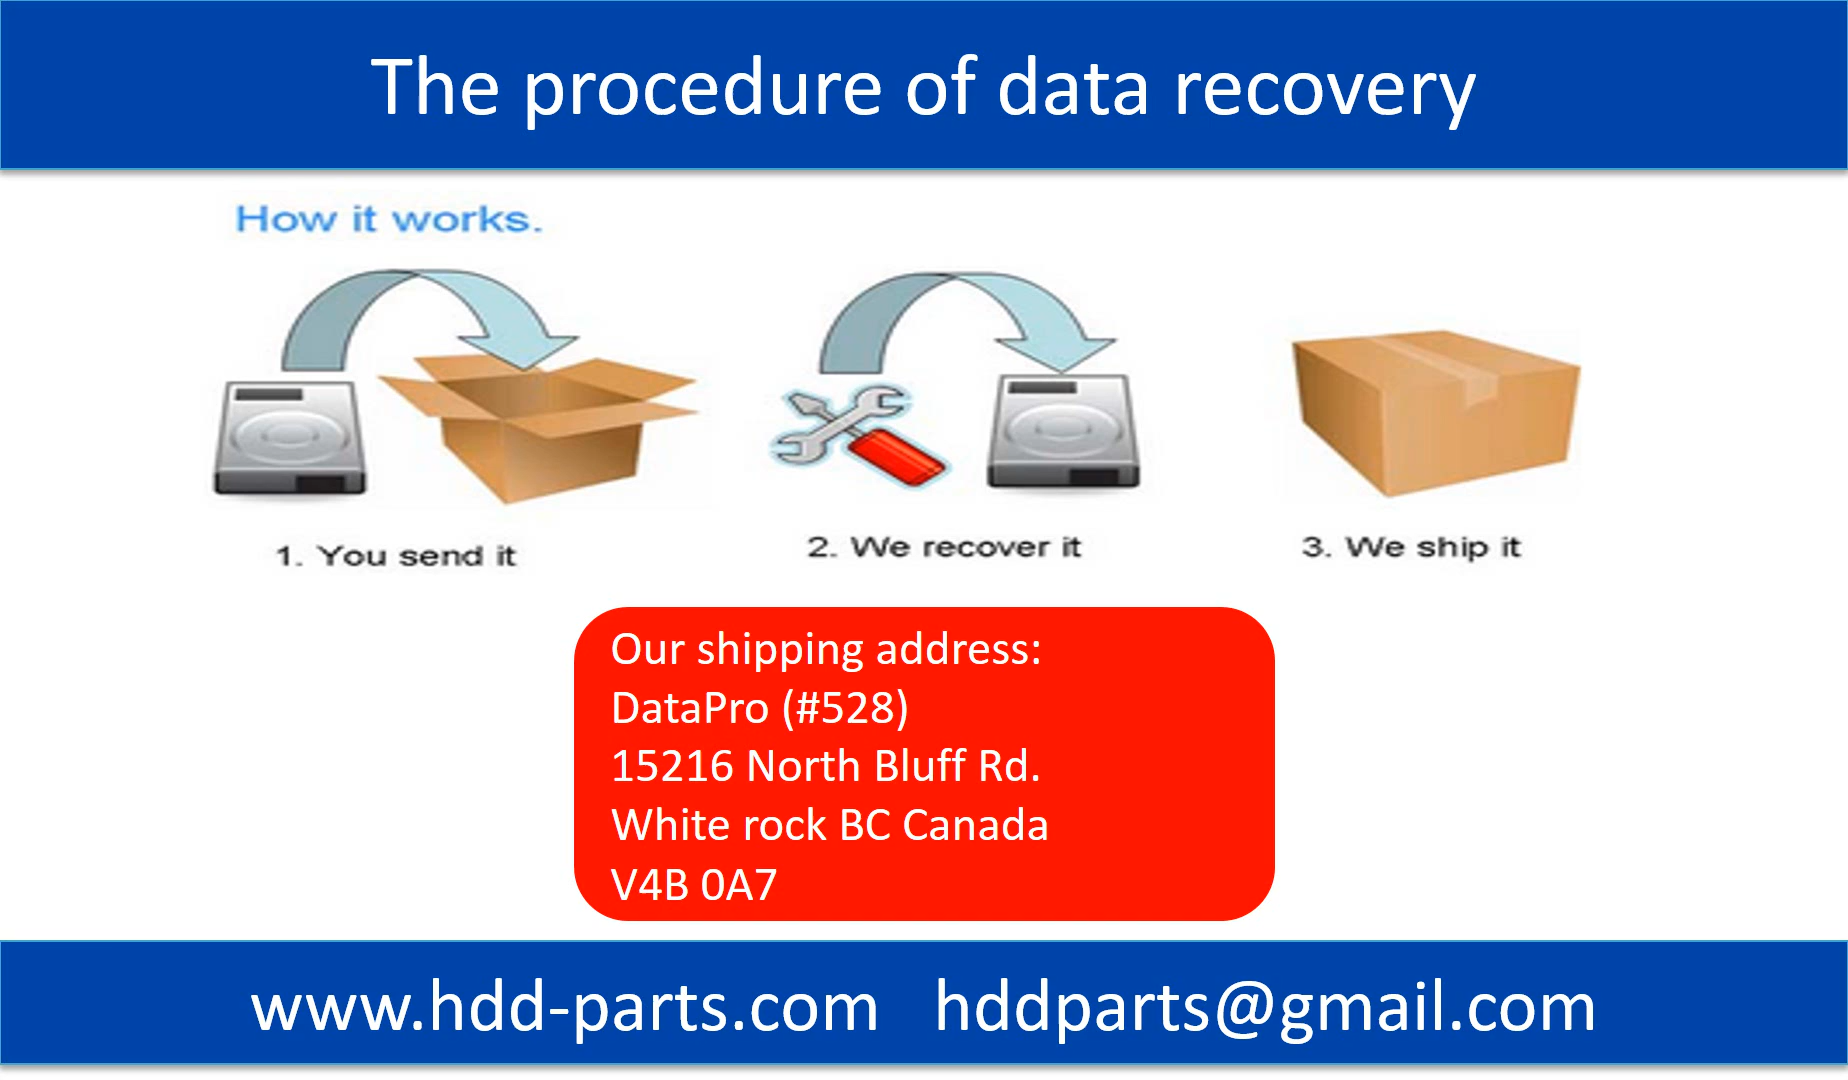 The procedure of data recovery
How it works.
1. You send it
2. We recover it
3. We ship it
Our shipping address:
DataPro (#528)
15216 North Bluff Rd.
White rock BC Canada
V4B 0A7
www.hdd-parts.com hddparts@gmail.com